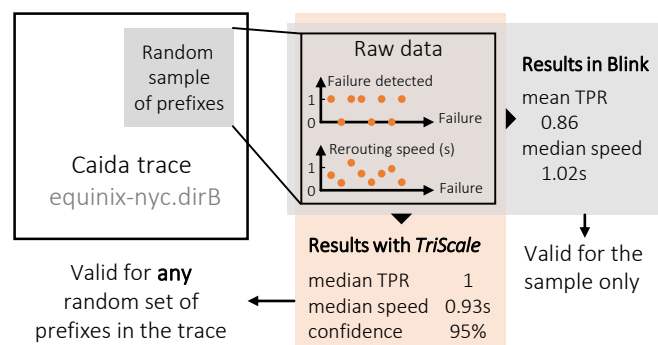 Random
sample
of prefixes
Caida trace
equinix-nyc.dirB
Raw data
Failure detected
1
0
Failure
Rerouting speed (s)
1
0
Failure
Results in Blink
mean TPR
0.86
median speed
1.02s
Valid for the
sample only
Results with TriScale
median TPR 1
median speed 0.93s
confidence 95%
Valid for any
random set of
prefixes in the trace